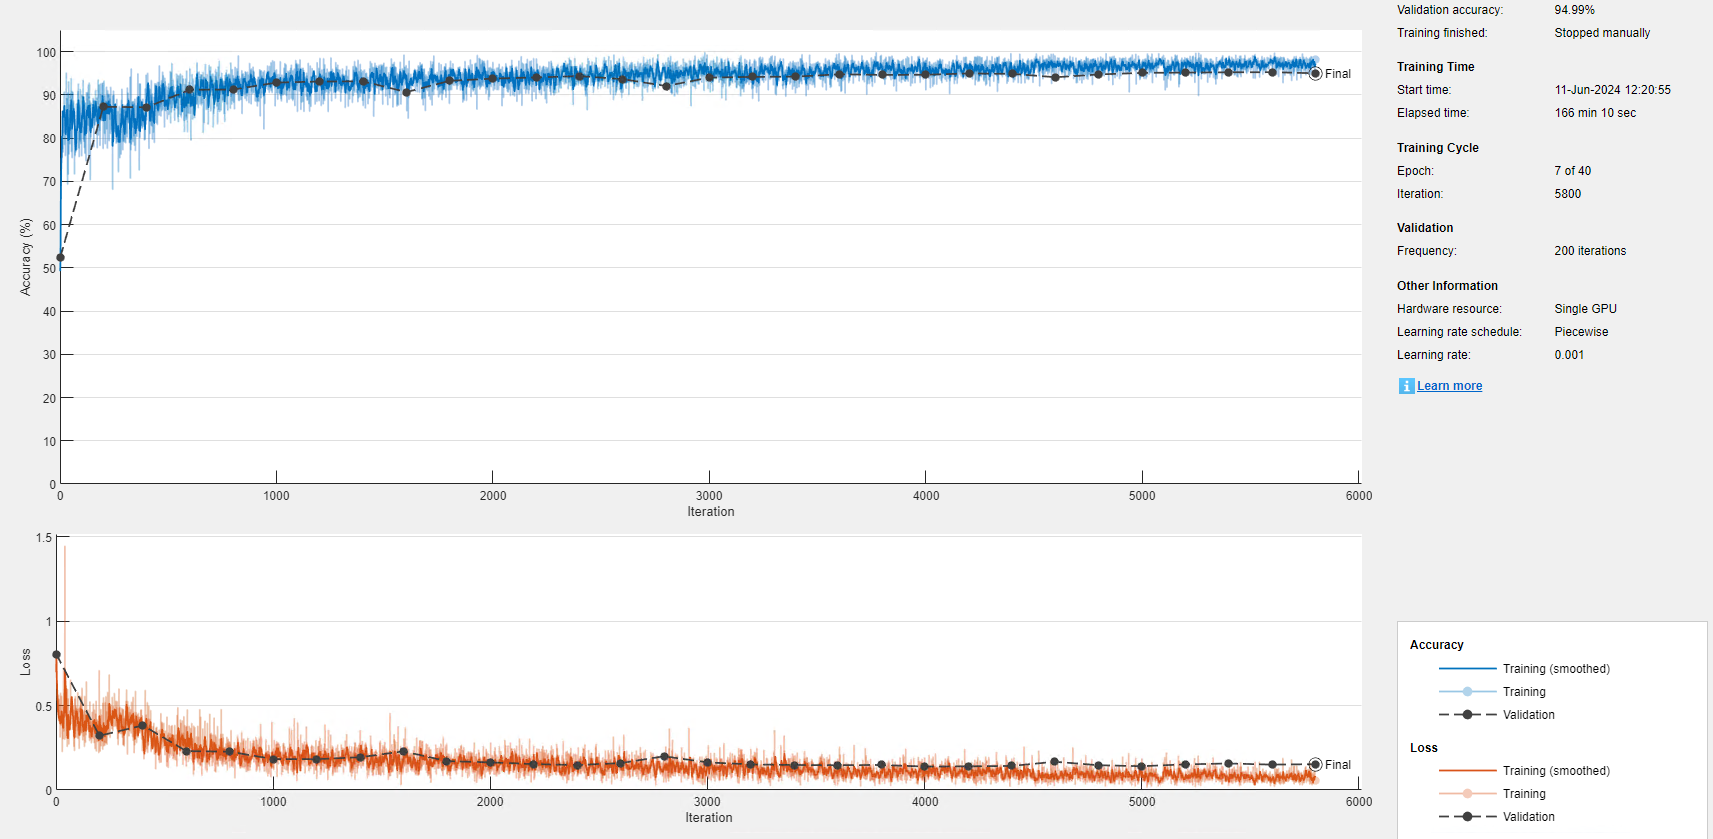 Validation accuracy: 94.99%
Training finished: Stopped manually
Training Time
Start time: 11-Jun-2024 12:20:55
Elapsed time: 166 min 10 sec
Training Cycle
Epoch: 7 of 40
Iteration: 5800
Validation
Frequency: 200 iterations
Other Information
Hardware resource: Single GPU
Learning rate schedule: Piecewise
Learning rate: 0.001
i Learn more
Accuracy (%)
100
90
80
70
60
50
40
30
20
10
0
Final
0 1000 2000 3000 4000 5000 6000
Iteration
Loss
1.5
1
0.5
0
Final
0 1000 2000 3000 4000 5000 6000
Iteration
Accuracy
Training (smoothed)
Training
Validation
Loss
Training (smoothed)
Training
Validation